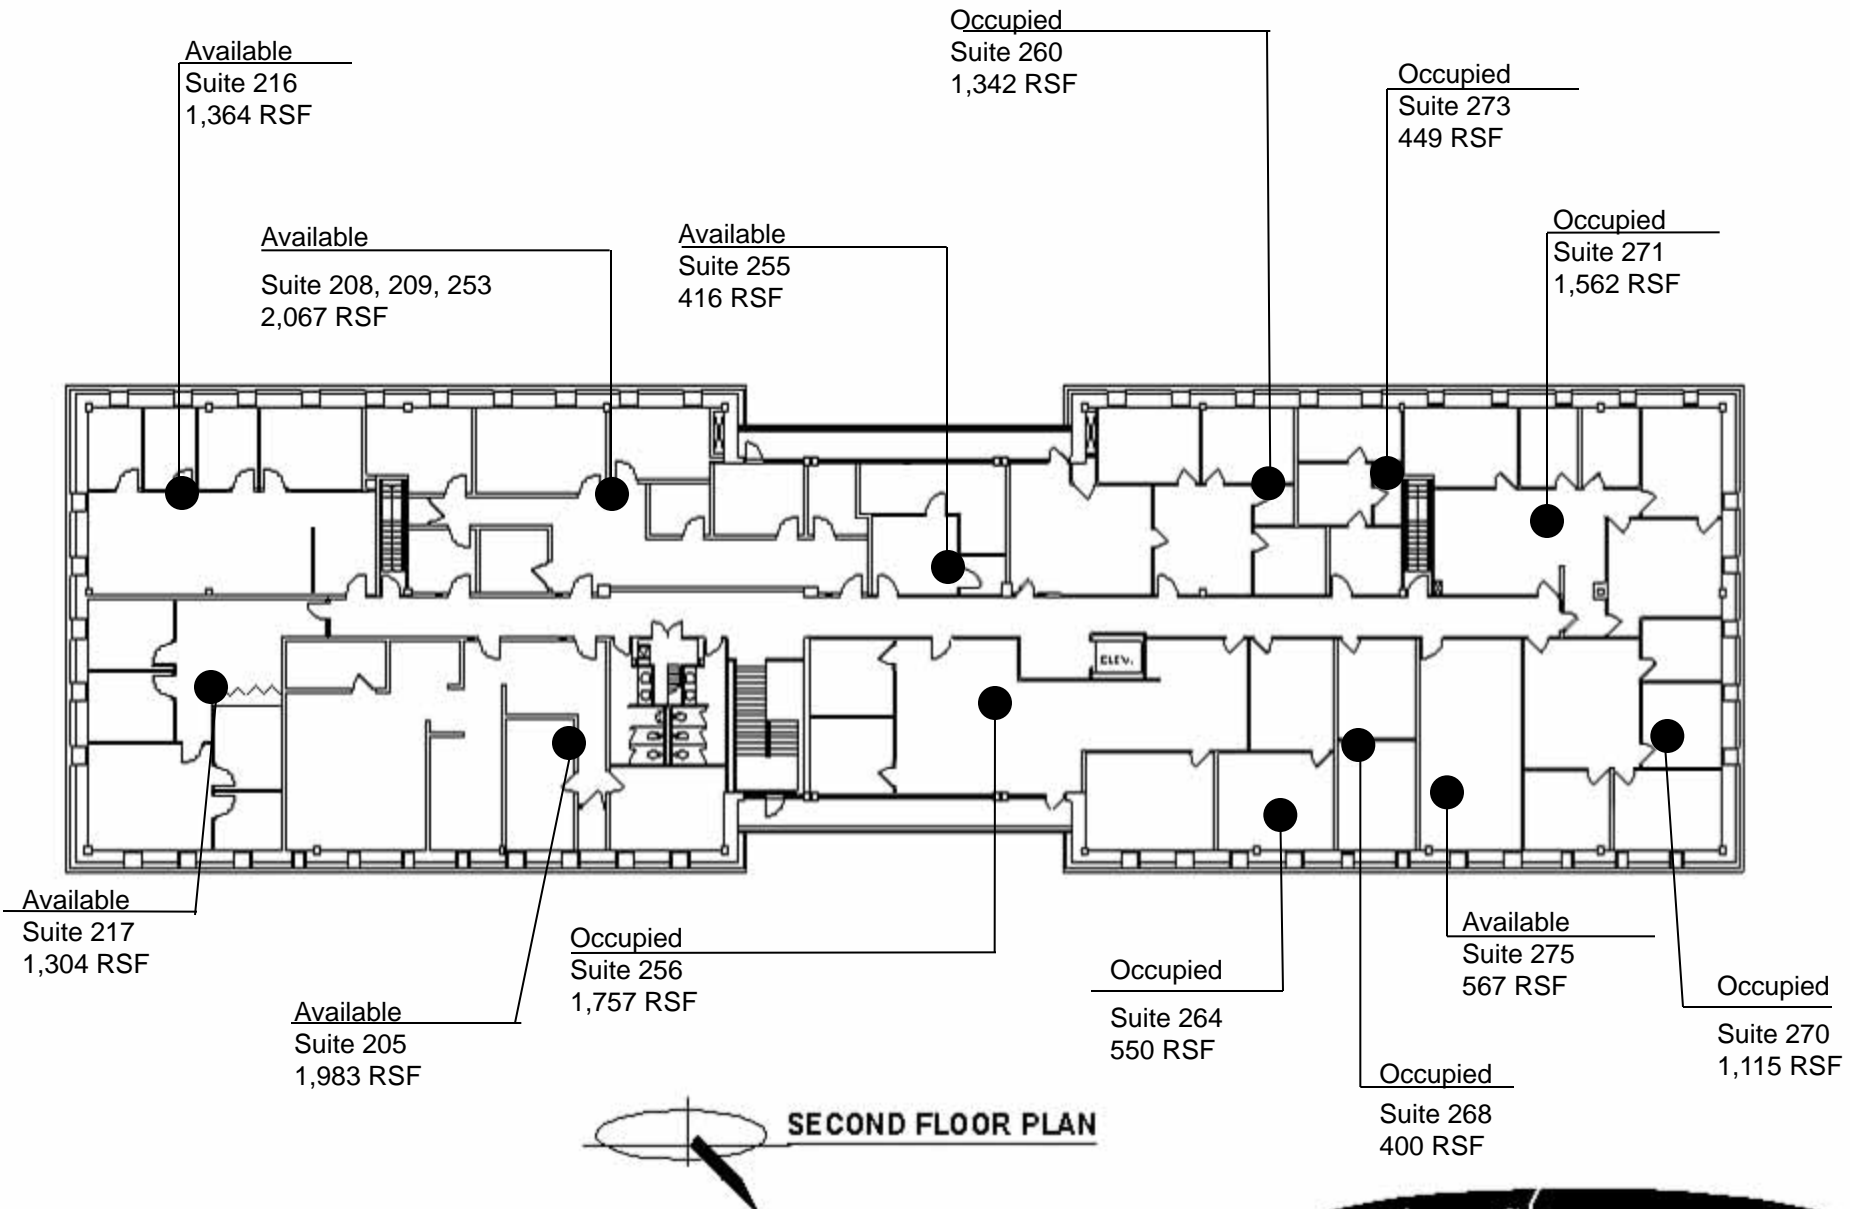 Occupied
Suite 260
1,342 RSF
Available
Suite 216
1,364 RSF
Occupied
Suite 273
449 RSF
Available
Suite 208, 209, 253
2,067 RSF
Available
Suite 255
416 RSF
Occupied
Suite 271
1,562 RSF
ELEV.
Available
Suite 217
1,304 RSF
Available
Suite 205
1,983 RSF
Occupied
Suite 256
1,757 RSF
Occupied
Suite 264
550 RSF
Occupied
Suite 268
400 RSF
Available
Suite 275
567 RSF
Occupied
Suite 270
1,115 RSF
SECOND FLOOR PLAN